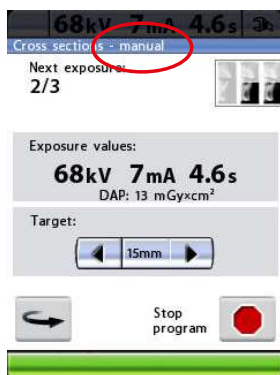 68kV 7mA 4.6s
Cross sections - manual
Next exposure:
2/3
Exposure values:
68kV 7mA 4.6s
DAP: 13 mGy×cm²
Target:
15mm
Stop
program